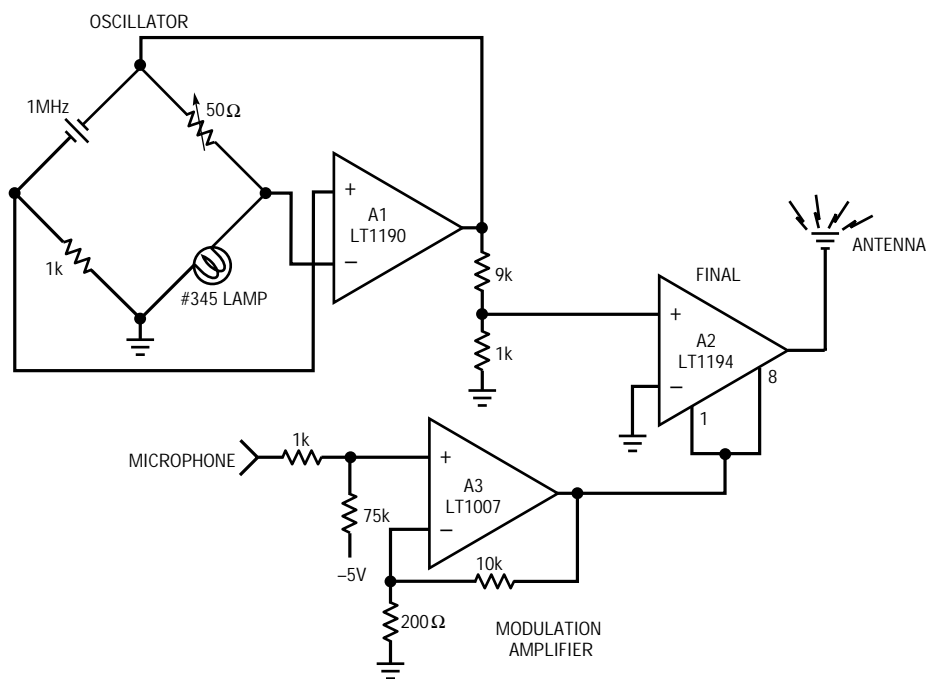 OSCILLATOR
1MHz
50Ω
1k
#345 LAMP
+
A1
LT1190
−
9k
1k
FINAL
+
A2
LT1194
−
1
8
ANTENNA
MICROPHONE
1k
75k
−5V
+
A3
LT1007
−
10k
200Ω
MODULATION
AMPLIFIER